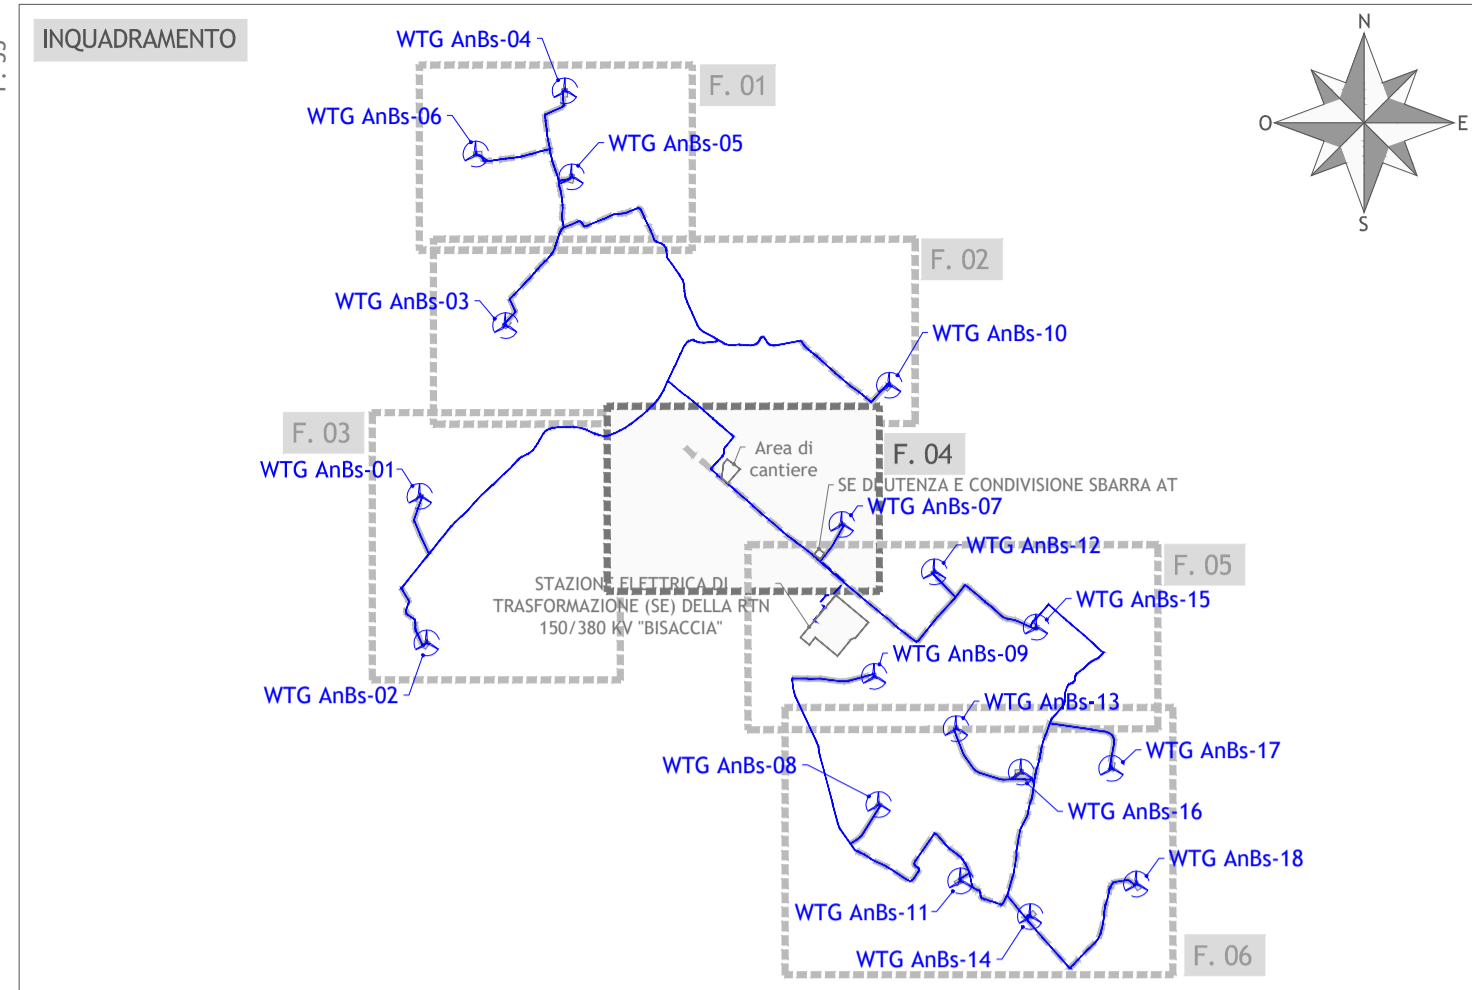 INQUADRAMENTO
N
O
E
S
WTG AnBs-04
F. 01
WTG AnBs-06
WTG AnBs-05
F. 02
WTG AnBs-03
WTG AnBs-10
F. 03
WTG AnBs-01
Area di
cantiere
F. 04
SE DI UTENZA E CONDIVISIONE SBARRA AT
WTG AnBs-07
WTG AnBs-12
F. 05
STAZIONE ELETTRICA DI
TRASFORMAZIONE (SE) DELLA RTN
150/380 KV "BISACCIA"
WTG AnBs-15
WTG AnBs-09
WTG AnBs-02
WTG AnBs-13
WTG AnBs-17
WTG AnBs-08
WTG AnBs-16
WTG AnBs-18
WTG AnBs-11
WTG AnBs-14
F. 06